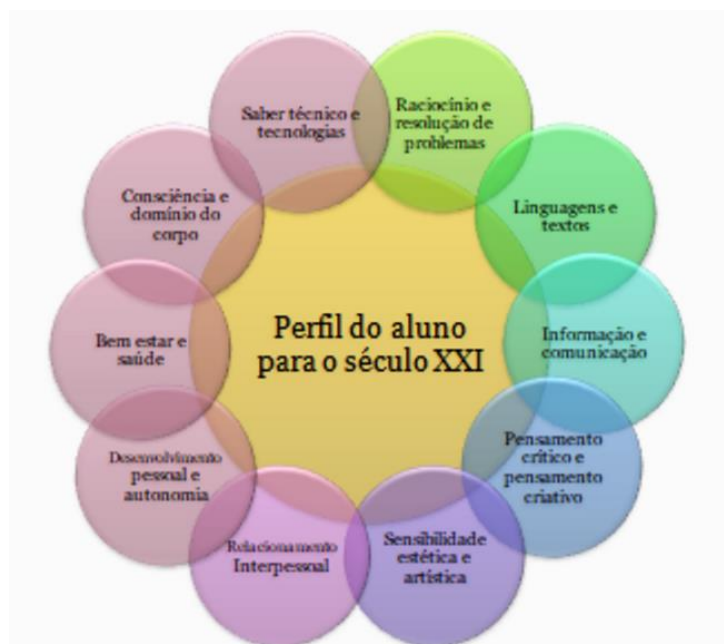 Perfil do aluno
para o século XXI
Raciocínio e
resolução de
problemas
Linguagens e
textos
Informação e
comunicação
Pensamento
crítico e
pensamento
criativo
Sensibilidade
estética e
artística
Relacionamento
Interpessoal
Desenvolvimento
pessoal e
autonomia
Bem estar e
saúde
Consciência e
domínio do
corpo
Saber técnico e
tecnologias